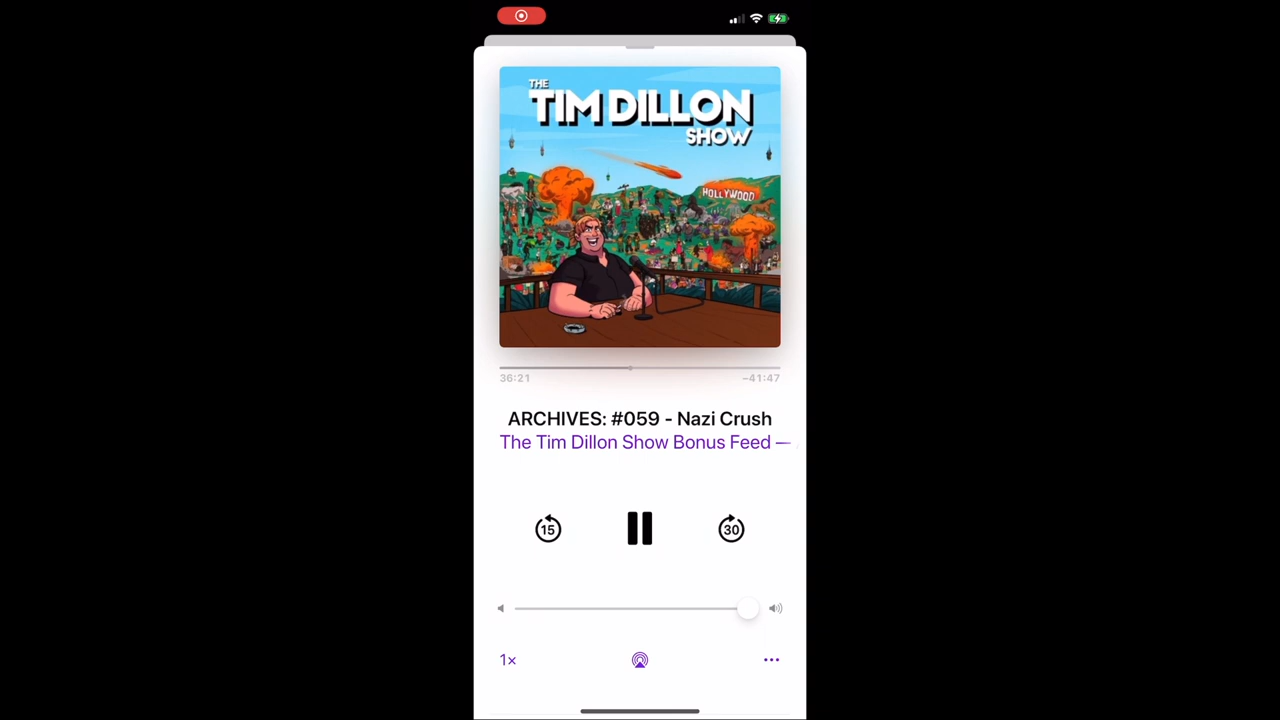 THE
TIM DILLON
SHOW
HOLLYWOOD
36:21
-41:47
ARCHIVES: #059 - Nazi Crush
The Tim Dillon Show Bonus Feed —
15
30
1×